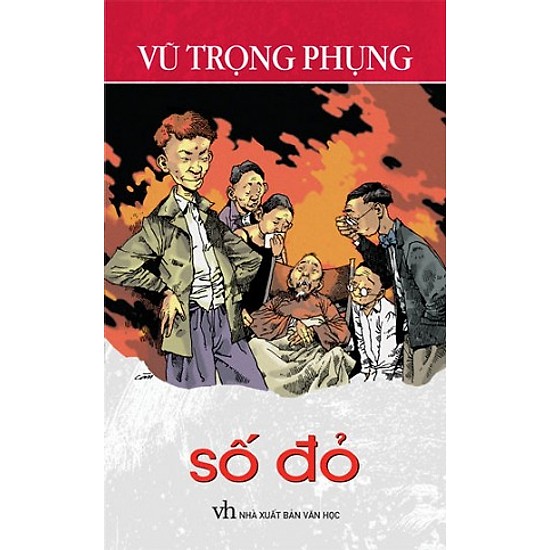 VŨ TRỌNG PHỤNG
số đỏ
vh NHÀ XUẤT BẢN VĂN HỌC